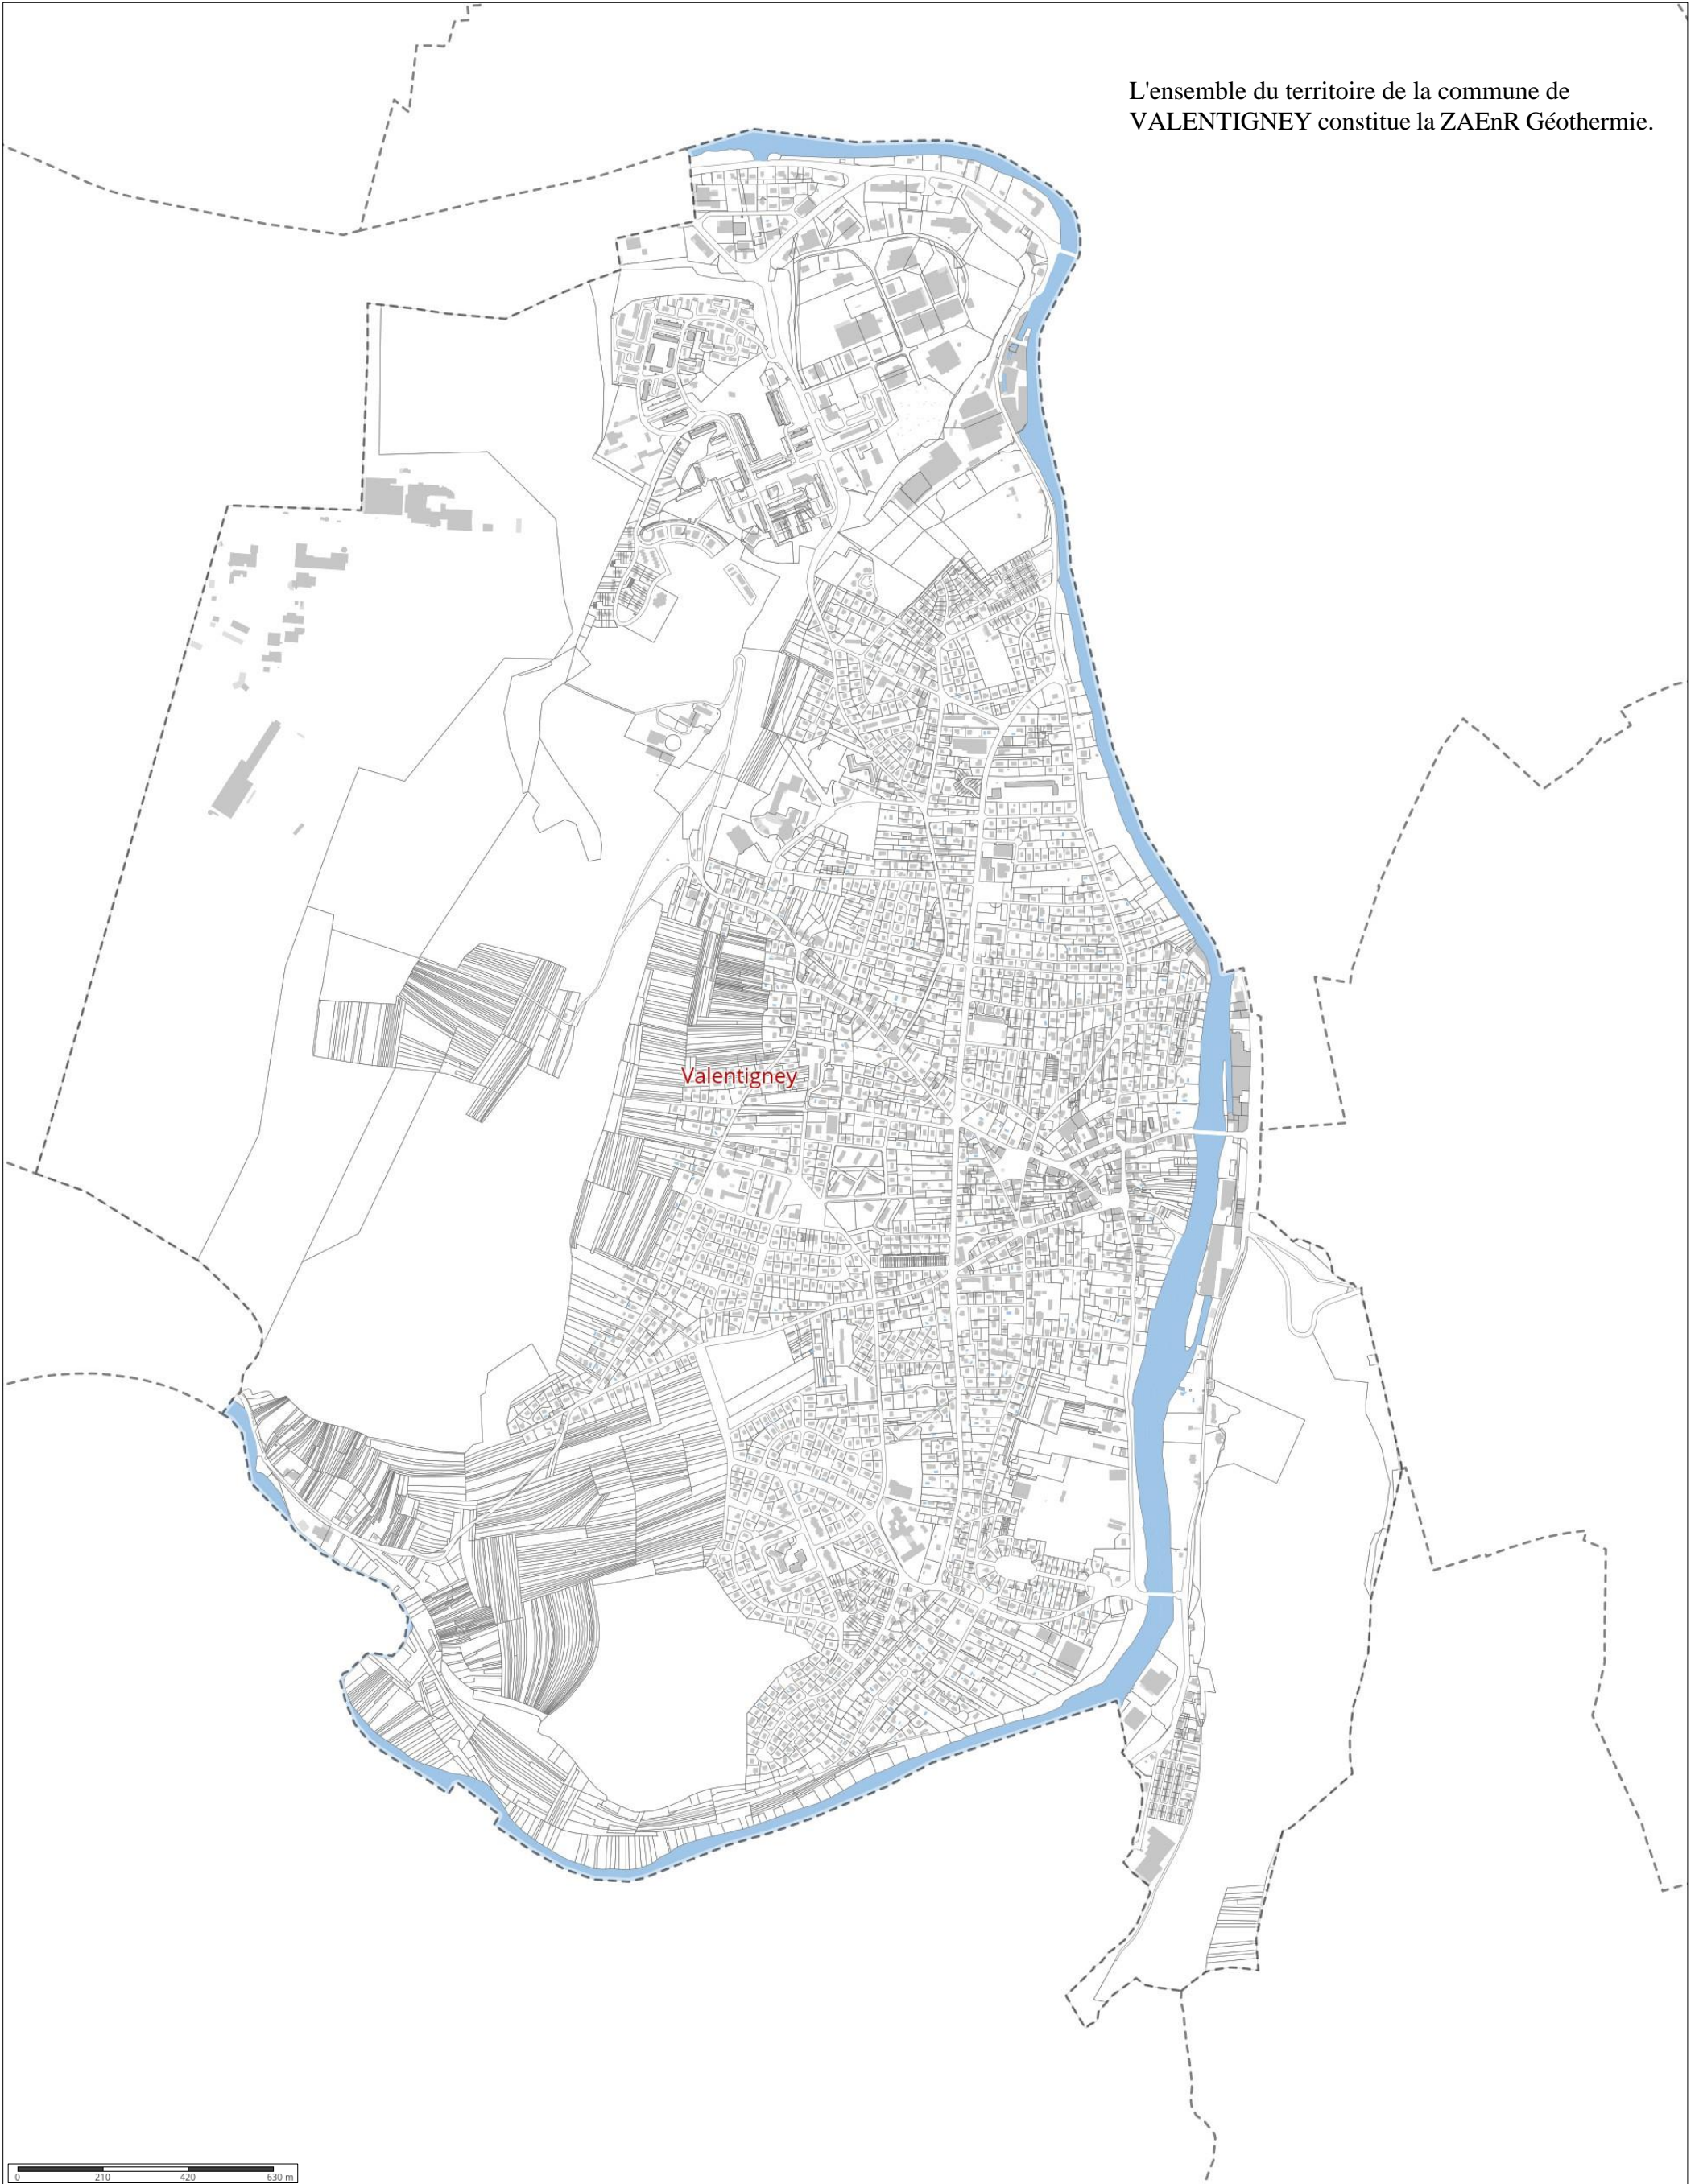 L'ensemble du territoire de la commune de
VALENTIGNEY constitue la ZAEnR Géothermie.
Valentigney
0 210 420 630 m